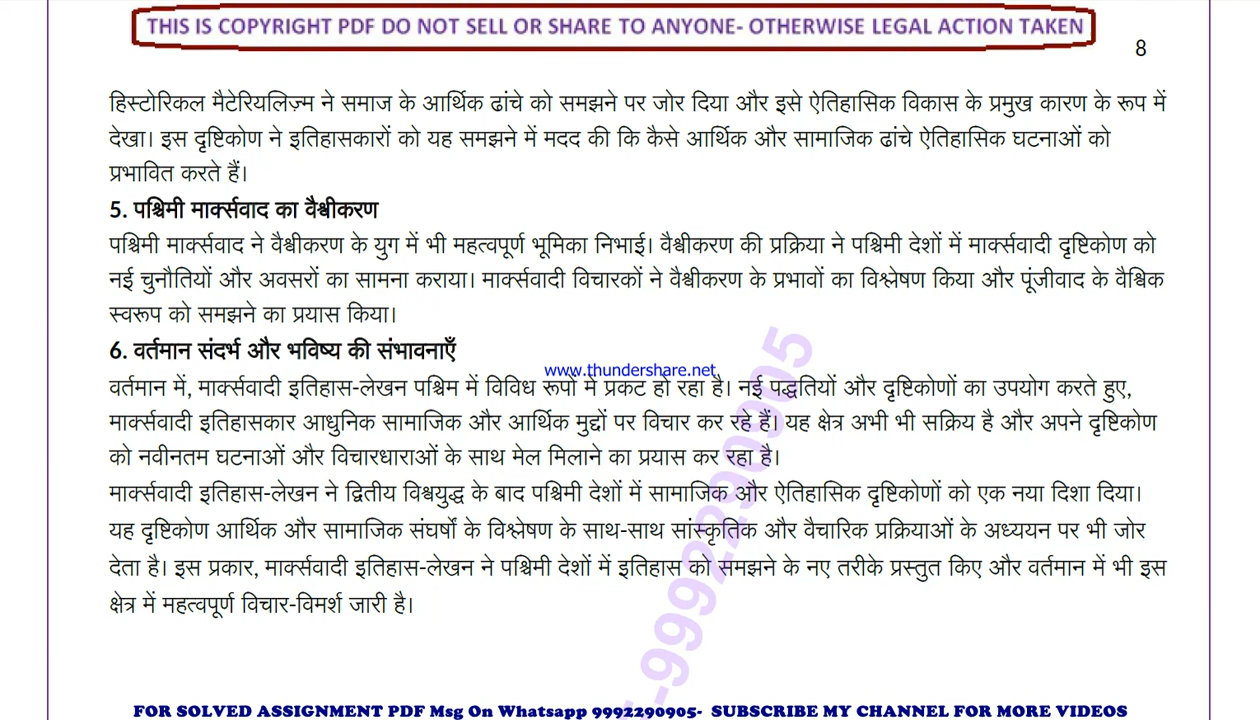 THIS IS COPYRIGHT PDF DO NOT SELL OR SHARE TO ANYONE- OTHERWISE LEGAL ACTION TAKEN
8
हिस्टोरिकल मैटेरियलिज़्म ने समाज के आर्थिक ढांचे को समझने पर जोर दिया और इसे ऐतिहासिक विकास के प्रमुख कारण के रूप में
देखा। इस दृष्टिकोण ने इतिहासकारों को यह समझने में मदद की कि कैसे आर्थिक और सामाजिक ढांचे ऐतिहासिक घटनाओं को
प्रभावित करते हैं।
5. पश्चिमी मार्क्सवाद का वैश्वीकरण
पश्चिमी मार्क्सवाद ने वैश्वीकरण के युग में भी महत्वपूर्ण भूमिका निभाई। वैश्वीकरण की प्रक्रिया ने पश्चिमी देशों में मार्क्सवादी दृष्टिकोण को
नई चुनौतियों और अवसरों का सामना कराया। मार्क्सवादी विचारकों ने वैश्वीकरण के प्रभावों का विश्लेषण किया और पूंजीवाद के वैश्विक
स्वरूप को समझने का प्रयास किया।
6. वर्तमान संदर्भ और भविष्य की संभावनाएँ
www.thundershare.net
वर्तमान में, मार्क्सवादी इतिहास-लेखन पश्चिम में विविध रूपों में प्रकट हो रहा है। नई पद्धतियों और दृष्टिकोणों का उपयोग करते हुए,
मार्क्सवादी इतिहासकार आधुनिक सामाजिक और आर्थिक मुद्दों पर विचार कर रहे हैं। यह क्षेत्र अभी भी सक्रिय है और अपने दृष्टिकोण
को नवीनतम घटनाओं और विचारधाराओं के साथ मेल मिलाने का प्रयास कर रहा है।
मार्क्सवादी इतिहास-लेखन ने द्वितीय विश्वयुद्ध के बाद पश्चिमी देशों में सामाजिक और ऐतिहासिक दृष्टिकोणों को एक नया दिशा दिया।
यह दृष्टिकोण आर्थिक और सामाजिक संघर्षों के विश्लेषण के साथ-साथ सांस्कृतिक और वैचारिक प्रक्रियाओं के अध्ययन पर भी जोर
देता है। इस प्रकार, मार्क्सवादी इतिहास-लेखन ने पश्चिमी देशों में इतिहास को समझने के नए तरीके प्रस्तुत किए और वर्तमान में भी इस
क्षेत्र में महत्वपूर्ण विचार-विमर्श जारी है।
-9992290905
FOR SOLVED ASSIGNMENT PDF Msg On Whatsapp 9992290905- SUBSCRIBE MY CHANNEL FOR MORE VIDEOS